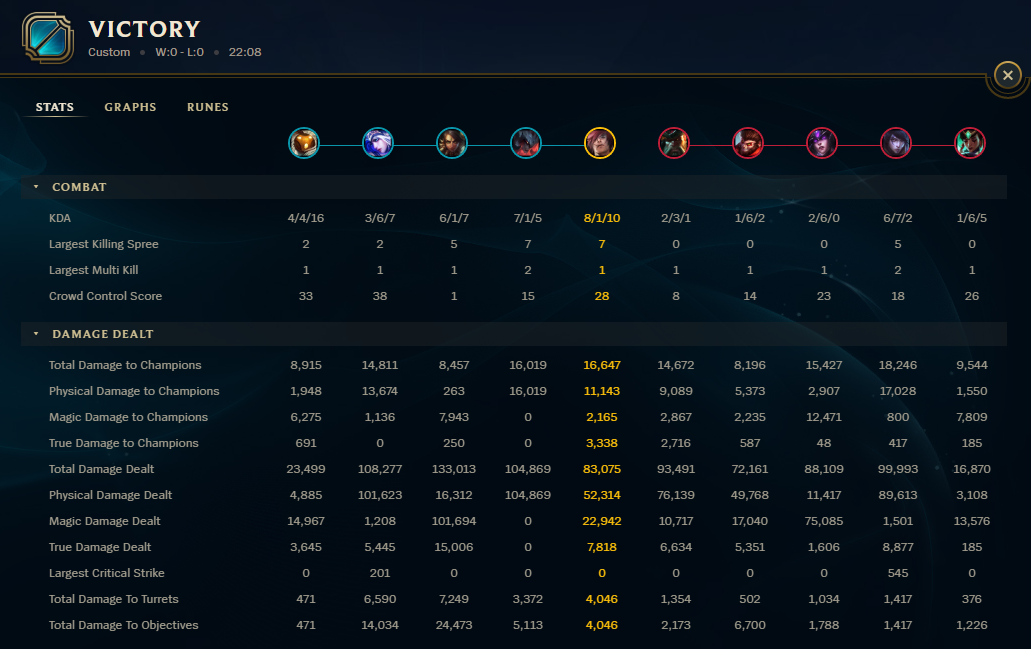 VICTORY
Custom • W:0 - L:0 • 22:08
STATS GRAPHS RUNES
COMBAT
KDA 4/4/16 3/6/7 6/1/7 7/1/5 8/1/10 2/3/1 1/6/2 2/6/0 6/7/2 1/6/5
Largest Killing Spree 2 2 5 7 7 0 0 0 5 0
Largest Multi Kill 1 1 1 2 1 1 1 1 2 1
Crowd Control Score 33 38 1 15 28 8 14 23 18 26
DAMAGE DEALT
Total Damage to Champions 8,915 14,811 8,457 16,019 16,647 14,672 8,196 15,427 18,246 9,544
Physical Damage to Champions 1,948 13,674 263 16,019 11,143 9,089 5,373 2,907 17,028 1,550
Magic Damage to Champions 6,275 1,136 7,943 0 2,165 2,867 2,235 12,471 800 7,809
True Damage to Champions 691 0 250 0 3,338 2,716 587 48 417 185
Total Damage Dealt 23,499 108,277 133,013 104,869 83,075 93,491 72,161 88,109 99,993 16,870
Physical Damage Dealt 4,885 101,623 16,312 104,869 52,314 76,139 49,768 11,417 89,613 3,108
Magic Damage Dealt 14,967 1,208 101,694 0 22,942 10,717 17,040 75,085 1,501 13,576
True Damage Dealt 3,645 5,445 15,006 0 7,818 6,634 5,351 1,606 8,877 185
Largest Critical Strike 0 201 0 0 0 0 0 0 545 0
Total Damage To Turrets 471 6,590 7,249 3,372 4,046 1,354 502 1,034 1,417 376
Total Damage To Objectives 471 14,034 24,473 5,113 4,046 2,173 6,700 1,788 1,417 1,226